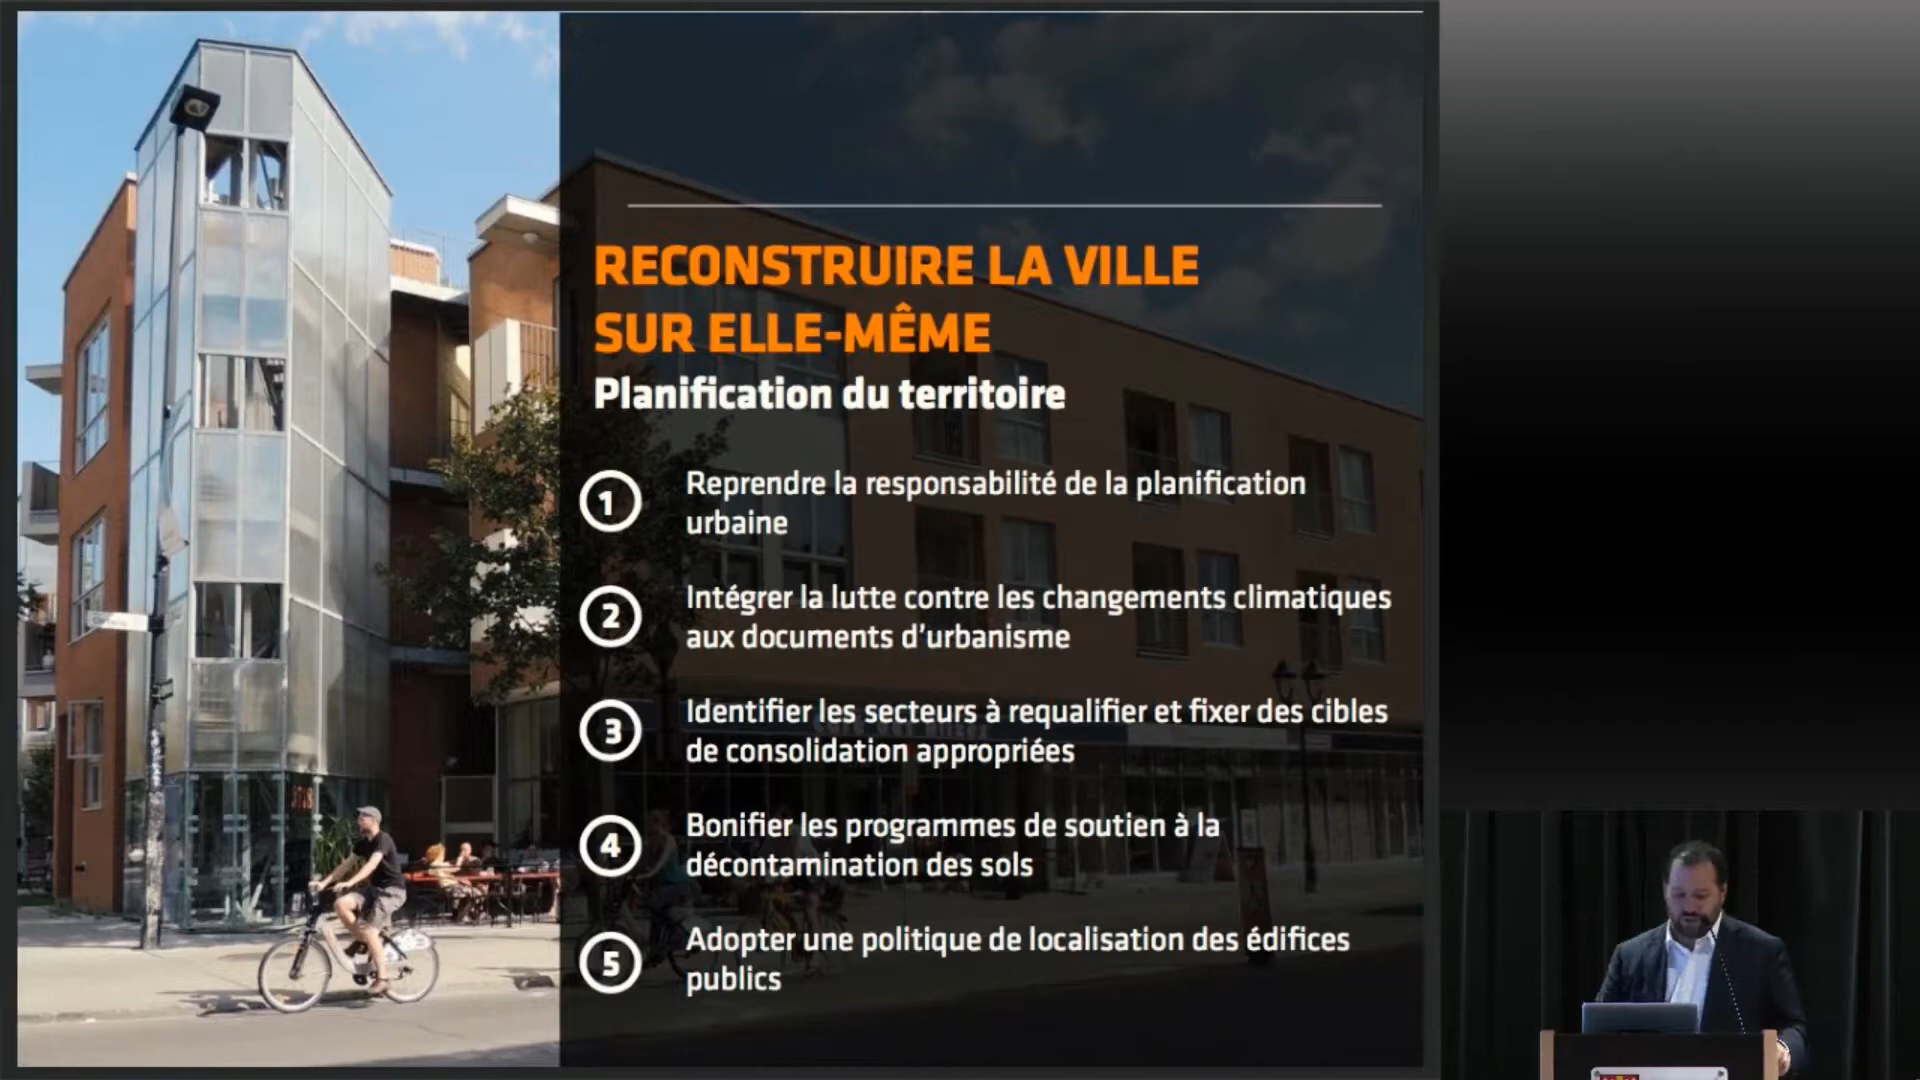 RECONSTRUIRE LA VILLE
SUR ELLE-MÊME
Planification du territoire
1 Reprendre la responsabilité de la planification
urbaine
2 Intégrer la lutte contre les changements climatiques
aux documents d'urbanisme
3 Identifier les secteurs à requalifier et fixer des cibles
de consolidation appropriées
4 Bonifier les programmes de soutien à la
décontamination des sols
5 Adopter une politique de localisation des édifices
publics